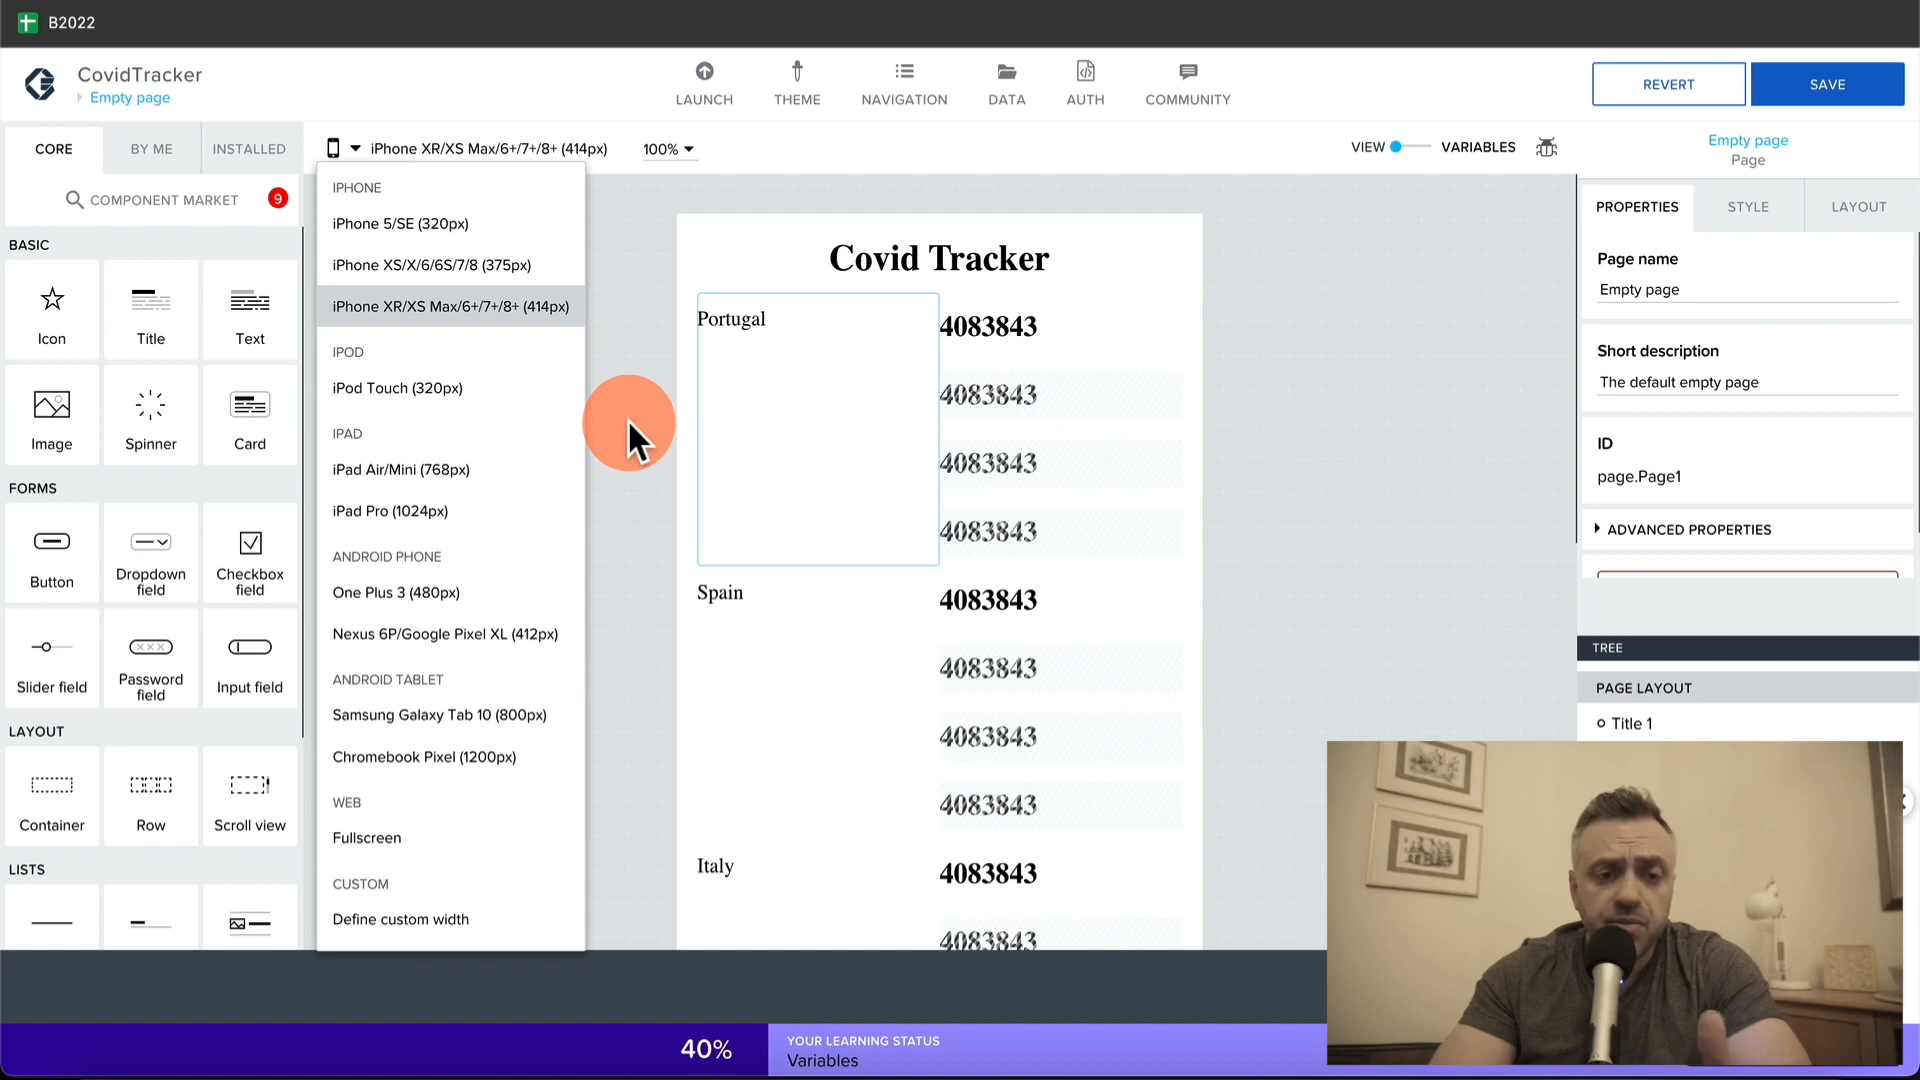 B2022
CovidTracker
Empty page
LAUNCH
THEME
NAVIGATION
DATA
AUTH
COMMUNITY
REVERT
SAVE
CORE
BY ME
INSTALLED
iPhone XR/XS Max/6+/7+/8+ (414px)
100%
VIEW
VARIABLES
Empty page
Page
COMPONENT MARKET
9
BASIC
Icon
Title
Text
Image
Spinner
Card
FORMS
Button
Dropdown
field
Checkbox
field
Slider field
Password
field
Input field
LAYOUT
Container
Row
Scroll view
LISTS
IPHONE
iPhone 5/SE (320px)
iPhone XS/X/6/6S/7/8 (375px)
iPhone XR/XS Max/6+/7+/8+ (414px)
IPOD
iPod Touch (320px)
IPAD
iPad Air/Mini (768px)
iPad Pro (1024px)
ANDROID PHONE
One Plus 3 (480px)
Nexus 6P/Google Pixel XL (412px)
ANDROID TABLET
Samsung Galaxy Tab 10 (800px)
Chromebook Pixel (1200px)
WEB
Fullscreen
CUSTOM
Define custom width
Covid Tracker
Portugal
4083843
4083843
4083843
4083843
Spain
4083843
4083843
4083843
4083843
Italy
4083843
4083843
PROPERTIES
STYLE
LAYOUT
Page name
Empty page
Short description
The default empty page
ID
page.Page1
ADVANCED PROPERTIES
TREE
PAGE LAYOUT
Title 1
40%
YOUR LEARNING STATUS
Variables